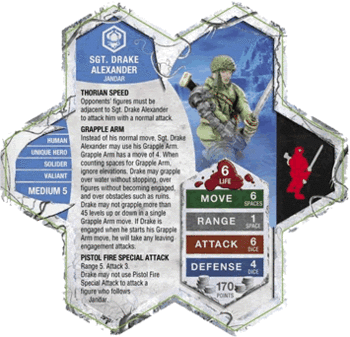 SGT. DRAKE
ALEXANDER
JANDAR
THORIAN SPEED
Opponents' figures must be
adjacent to Sgt. Drake Alexander
to attack him with a normal attack.
GRAPPLE ARM
Instead of his normal move, Sgt. Drake
Alexander may use his Grapple Arm.
Grapple Arm has a move of 4. When
counting spaces for Grapple Arm,
ignore elevations. Drake may grapple
over water without stopping, over
figures without becoming engaged,
and over obstacles such as ruins.
Drake may not grapple more than
45 levels up or down in a single
Grapple Arm move. If Drake is
engaged when he starts his Grapple
Arm move, he will take any leaving
engagement attacks.
PISTOL FIRE SPECIAL ATTACK
Range 5. Attack 3.
Drake may not use Pistol Fire
Special Attack to attack a
figure who follows
Jandar.
HUMAN
UNIQUE HERO
SOLIDER
VALIANT
MEDIUM 5
6
LIFE
MOVE 6
SPACES
RANGE 1
SPACE
ATTACK 6
DICE
DEFENSE 4
DICE
170
POINTS